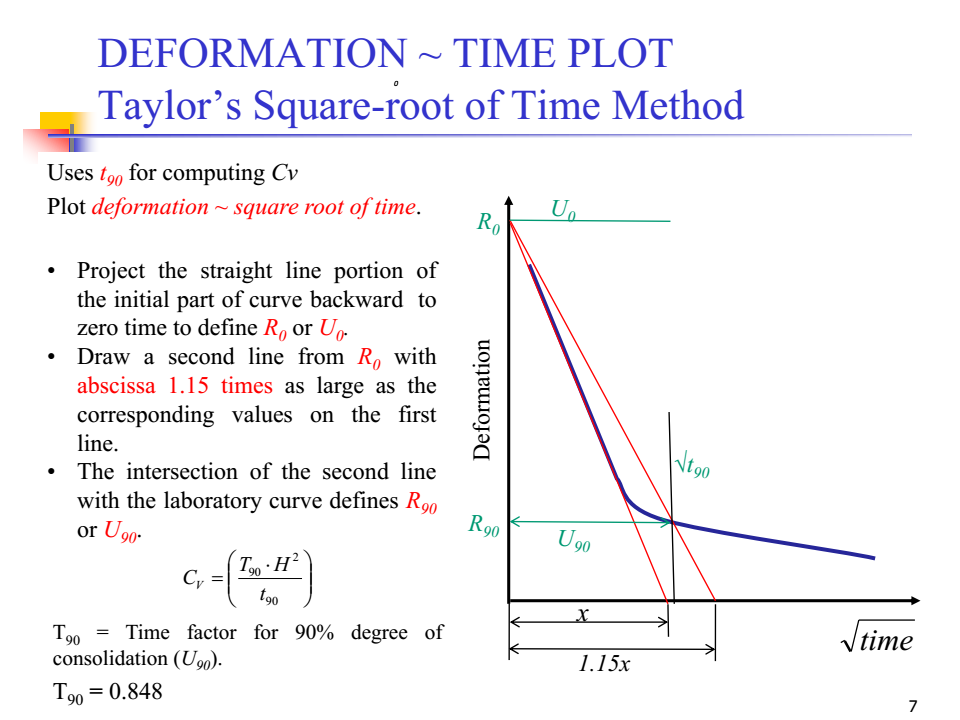 DEFORMATION ~ TIME PLOT
Taylor’s Square-root of Time Method
Uses t90 for computing Cv
Plot deformation ~ square root of time.
• Project the straight line portion of
the initial part of curve backward to
zero time to define R0 or U0.
• Draw a second line from R0 with
abscissa 1.15 times as large as the
corresponding values on the first
line.
• The intersection of the second line
with the laboratory curve defines R90
or U90.
CV = (T90 · H2 / t90)
T90 = Time factor for 90% degree of
consolidation (U90).
T90 = 0.848
R0
U0
Deformation
√t90
R90
U90
x
1.15x
√time
7